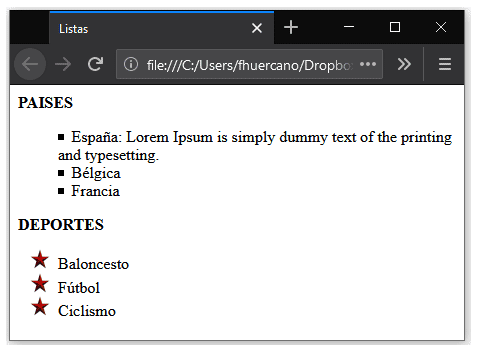 Listas
file:///C:/Users/fhuercano/Dropbo
PAISES
España: Lorem Ipsum is simply dummy text of the printing
and typesetting.
Bélgica
Francia
DEPORTES
Baloncesto
Fútbol
Ciclismo